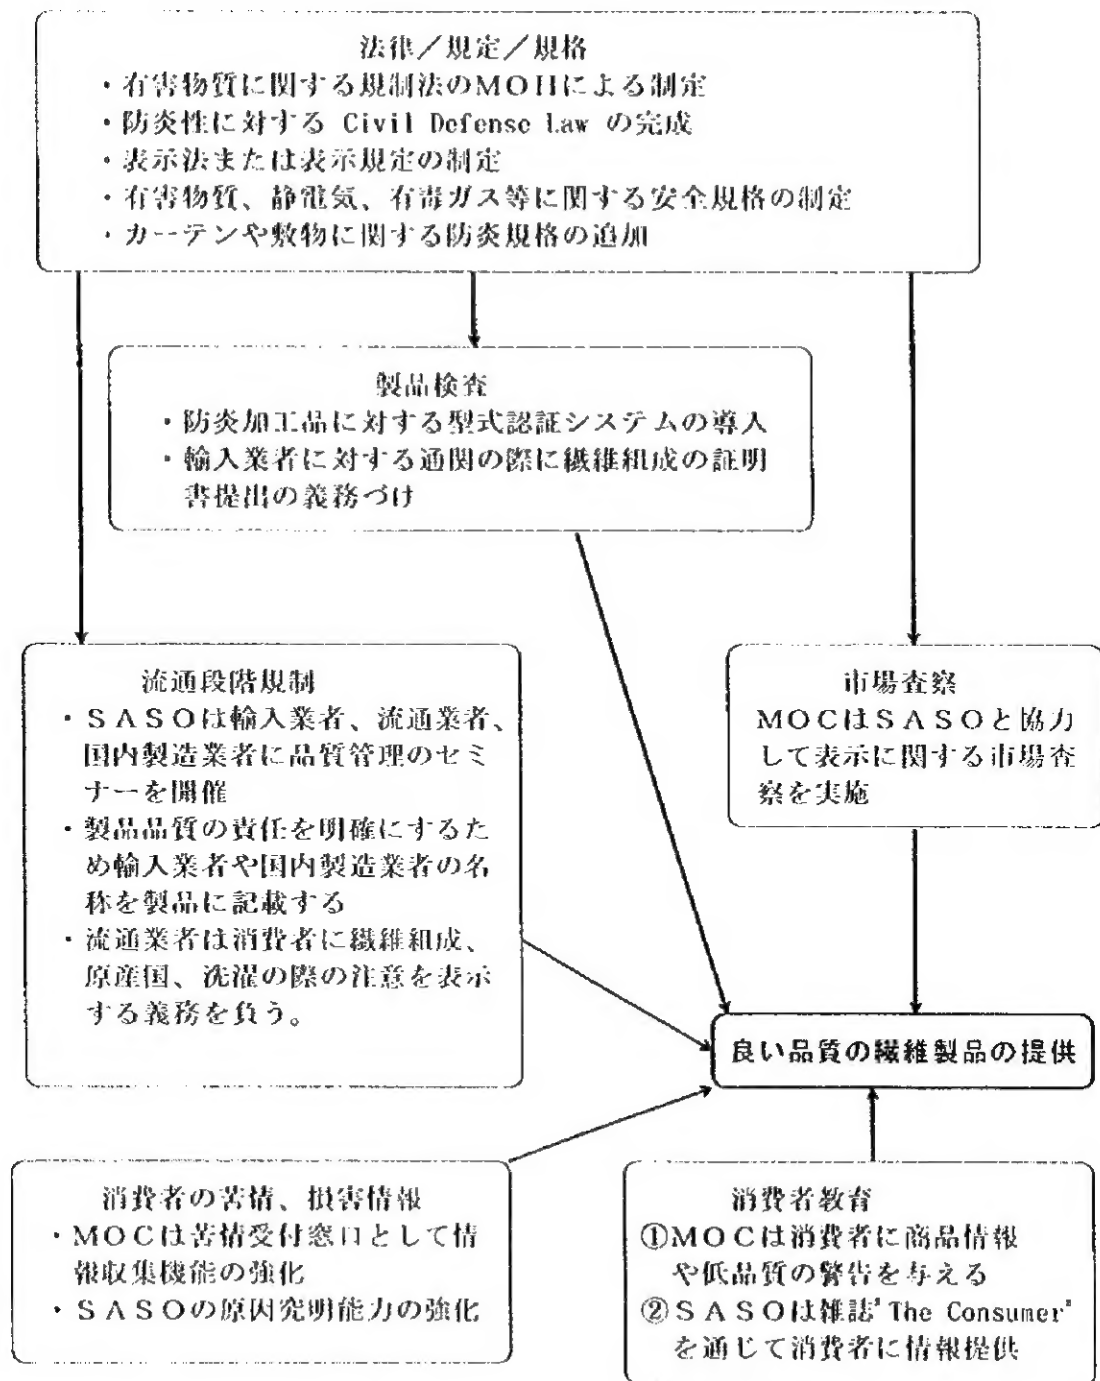 法律／規定／規格
・有害物質に関する規制法のMOHによる制定
・防炎性に対する Civil Defense Law の完成
・表示法または表示規定の制定
・有害物質、静電気、有毒ガス等に関する安全規格の制定
・カーテンや敷物に関する防炎規格の追加
製品検査
・防炎加工品に対する型式認証システムの導入
・輸入業者に対する通関の際に繊維組成の証明
書提出の義務づけ
流通段階規制
・ＳＡＳＯは輸入業者、流通業者、
国内製造業者に品質管理のセミ
ナーを開催
・製品品質の責任を明確にするた
め輸入業者や国内製造業者の名
称を製品に記載する
・流通業者は消費者に繊維組成、
原産国、洗濯の際の注意を表示
する義務を負う。
市場査察
MOCはＳＡＳＯと協力
して表示に関する市場査
察を実施
良い品質の繊維製品の提供
消費者の苦情、損害情報
・MOCは苦情受付窓口として情
報収集機能の強化
・ＳＡＳＯの原因究明能力の強化
消費者教育
①MOCは消費者に商品情報
や低品質の警告を与える
②ＳＡＳＯは雑誌"The Consumer"
を通じて消費者に情報提供